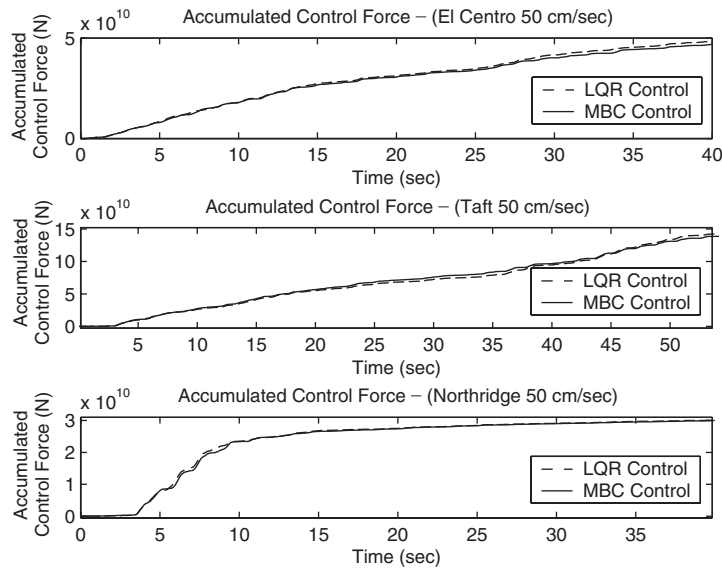 Accumulated Control Force – (El Centro 50 cm/sec)
x 10^10
Accumulated
Control Force (N)
5
0
LQR Control
MBC Control
0 5 10 15 20 25 30 35 40
Time (sec)
Accumulated Control Force – (Taft 50 cm/sec)
x 10^10
Accumulated
Control Force (N)
15
10
5
0
LQR Control
MBC Control
5 10 15 20 25 30 35 40 45 50
Time (sec)
Accumulated Control Force – (Northridge 50 cm/sec)
x 10^10
Accumulated
Control Force (N)
3
2
1
0
LQR Control
MBC Control
0 5 10 15 20 25 30 35
Time (sec)